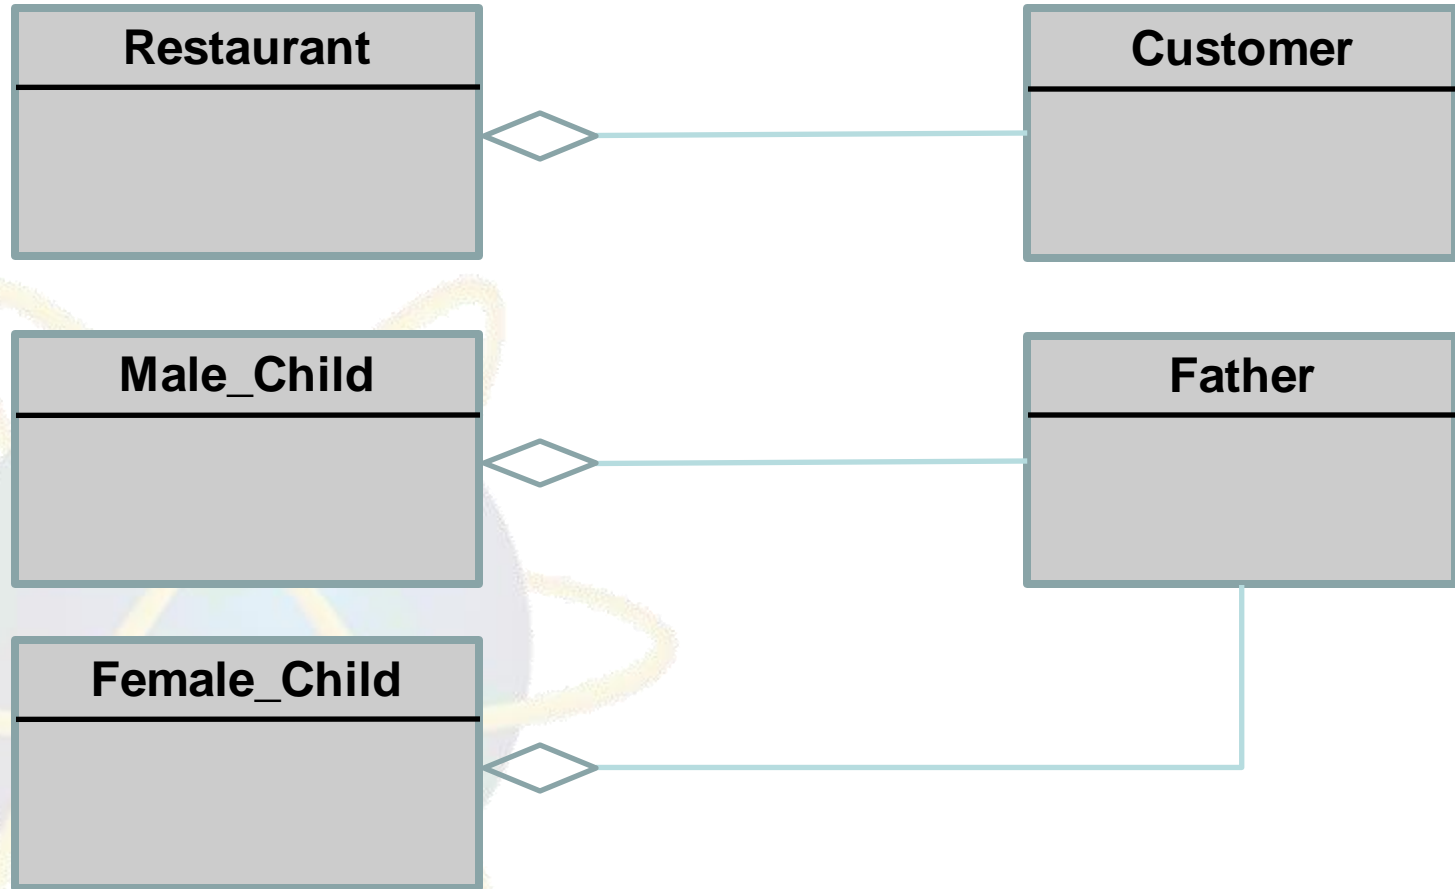 Restaurant
Customer
Male_Child
Father
Female_Child